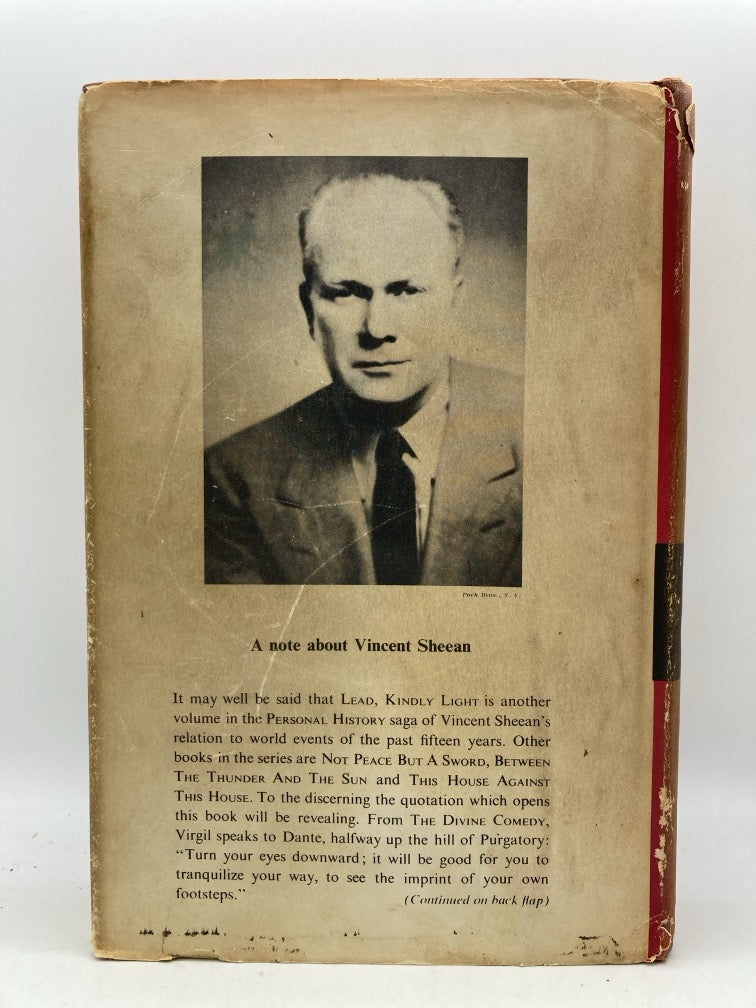 Pach Bros., N. Y.
A note about Vincent Sheean
It may well be said that LEAD, KINDLY LIGHT is another
volume in the PERSONAL HISTORY saga of Vincent Sheean's
relation to world events of the past fifteen years. Other
books in the series are NOT PEACE BUT A SWORD, BETWEEN
THE THUNDER AND THE SUN and THIS HOUSE AGAINST
THIS HOUSE. To the discerning the quotation which opens
this book will be revealing. From THE DIVINE COMEDY,
Virgil speaks to Dante, halfway up the hill of Purgatory:
"Turn your eyes downward; it will be good for you to
tranquilize your way, to see the imprint of your own
footsteps."
(Continued on back flap)